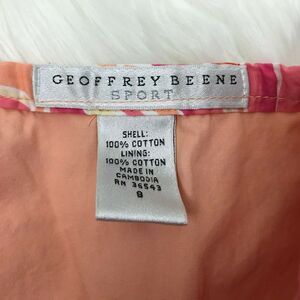 GEOFFREY BEENE
SPORT
SHELL:
100% COTTON
LINING:
100% COTTON
MADE IN
CAMBODIA
RN 36543
8